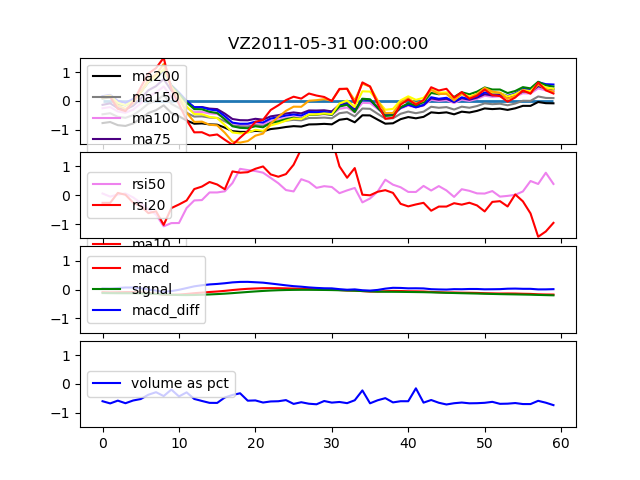 VZ2011-05-31 00:00:00
1
0
−1
ma200
ma150
ma100
ma75
1
0
−1
rsi50
rsi20
ma10
1
0
−1
macd
signal
macd_diff
1
0
−1
volume as pct
0 10 20 30 40 50 60